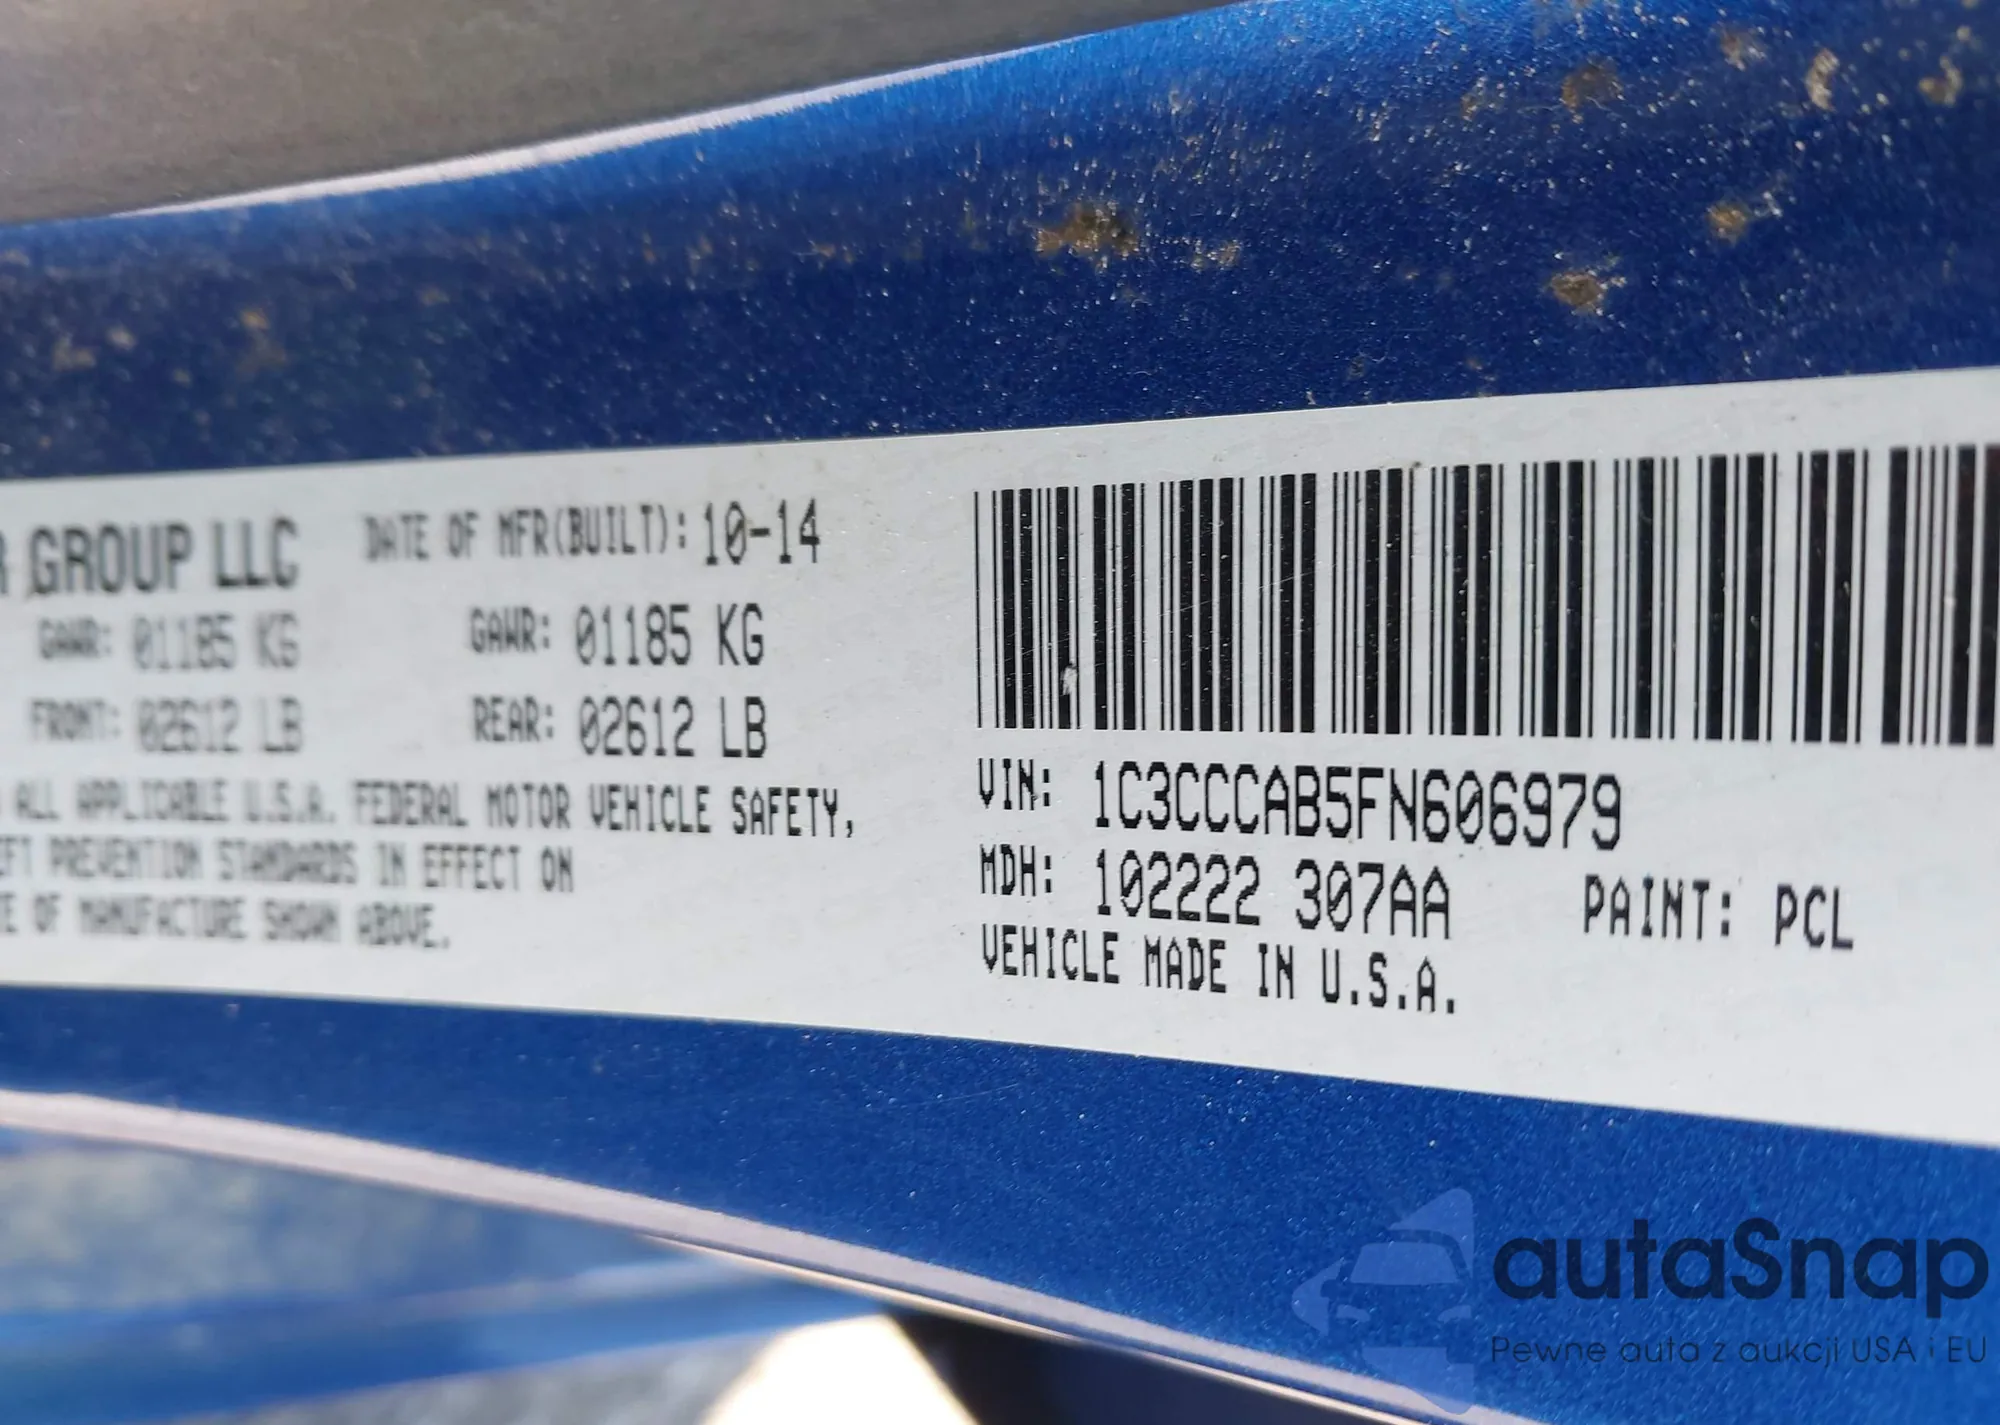 R GROUP LLC DATE OF MFR(BUILT): 10-14
GAWR: 01185 KG GAWR: 01185 KG
FRONT: 02612 LB REAR: 02612 LB
ALL APPLICABLE U.S.A. FEDERAL MOTOR VEHICLE SAFETY,
EFT PREVENTION STANDARDS IN EFFECT ON
E OF MANUFACTURE SHOWN ABOVE.
VIN: 1C3CCCAB5FN606979
MDH: 102222 307AA PAINT: PCL
VEHICLE MADE IN U.S.A.
autaSnap
Pewne auta z aukcji USA i EU